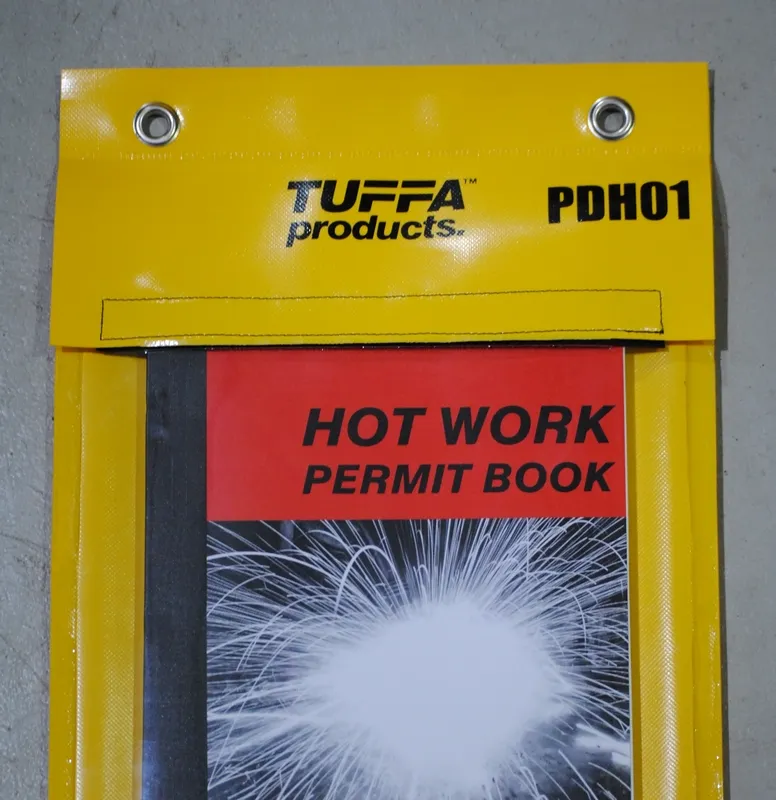 TUFFA™
products.
PDH01
HOT WORK
PERMIT BOOK